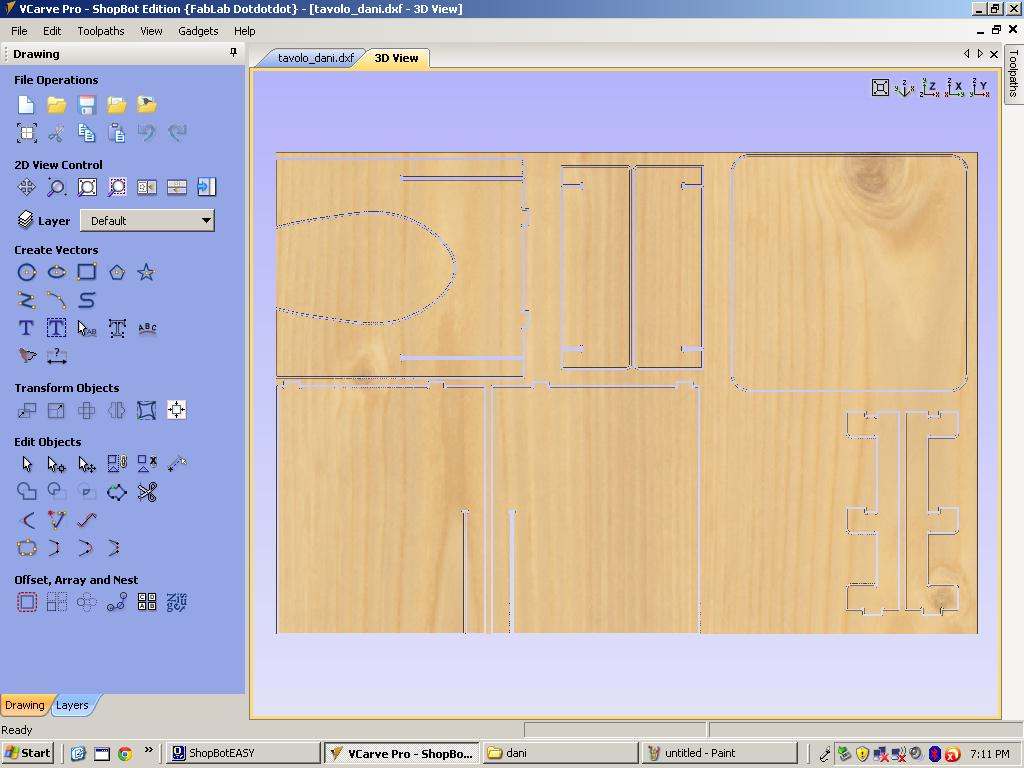 VCarve Pro - ShopBot Edition {FabLab Dotdotdot} - [tavolo_dani.dxf - 3D View]
File Edit Toolpaths View Gadgets Help
Drawing
tavolo_dani.dxf 3D View
Toolpaths
File Operations
2D View Control
Layer Default
Create Vectors
Transform Objects
Edit Objects
Offset, Array and Nest
Drawing Layers
Ready
Start » ShopBotEASY VCarve Pro - ShopBo... dani untitled - Paint 7:11 PM